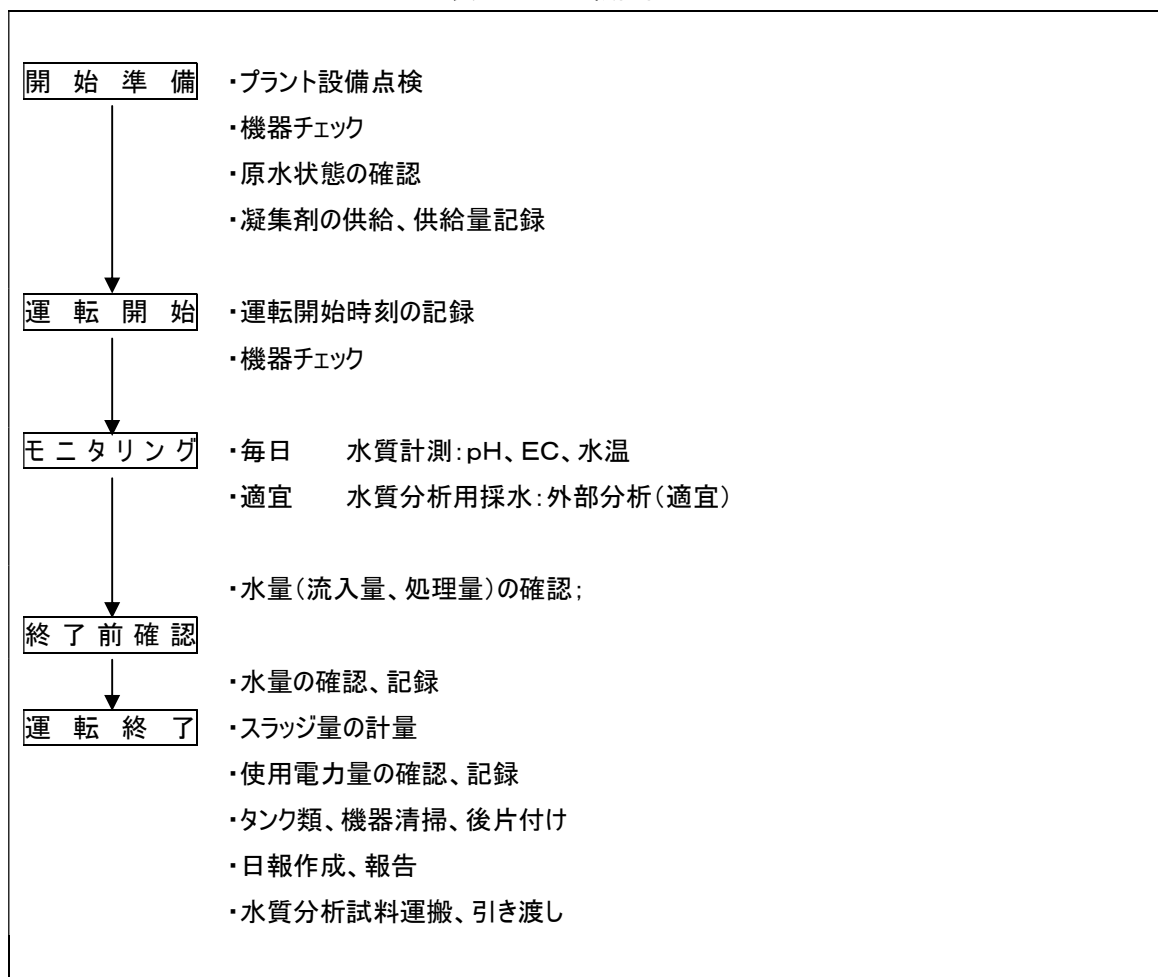 開始準備 ・プラント設備点検
・機器チェック
・原水状態の確認
・凝集剤の供給、供給量記録
運転開始 ・運転開始時刻の記録
・機器チェック
モニタリング ・毎日 水質計測:pH、EC、水温
・適宜 水質分析用採水:外部分析(適宜)
・水量(流入量、処理量)の確認;
終了前確認
・水量の確認、記録
運転終了 ・スラッジ量の計量
・使用電力量の確認、記録
・タンク類、機器清掃、後片付け
・日報作成、報告
・水質分析試料運搬、引き渡し